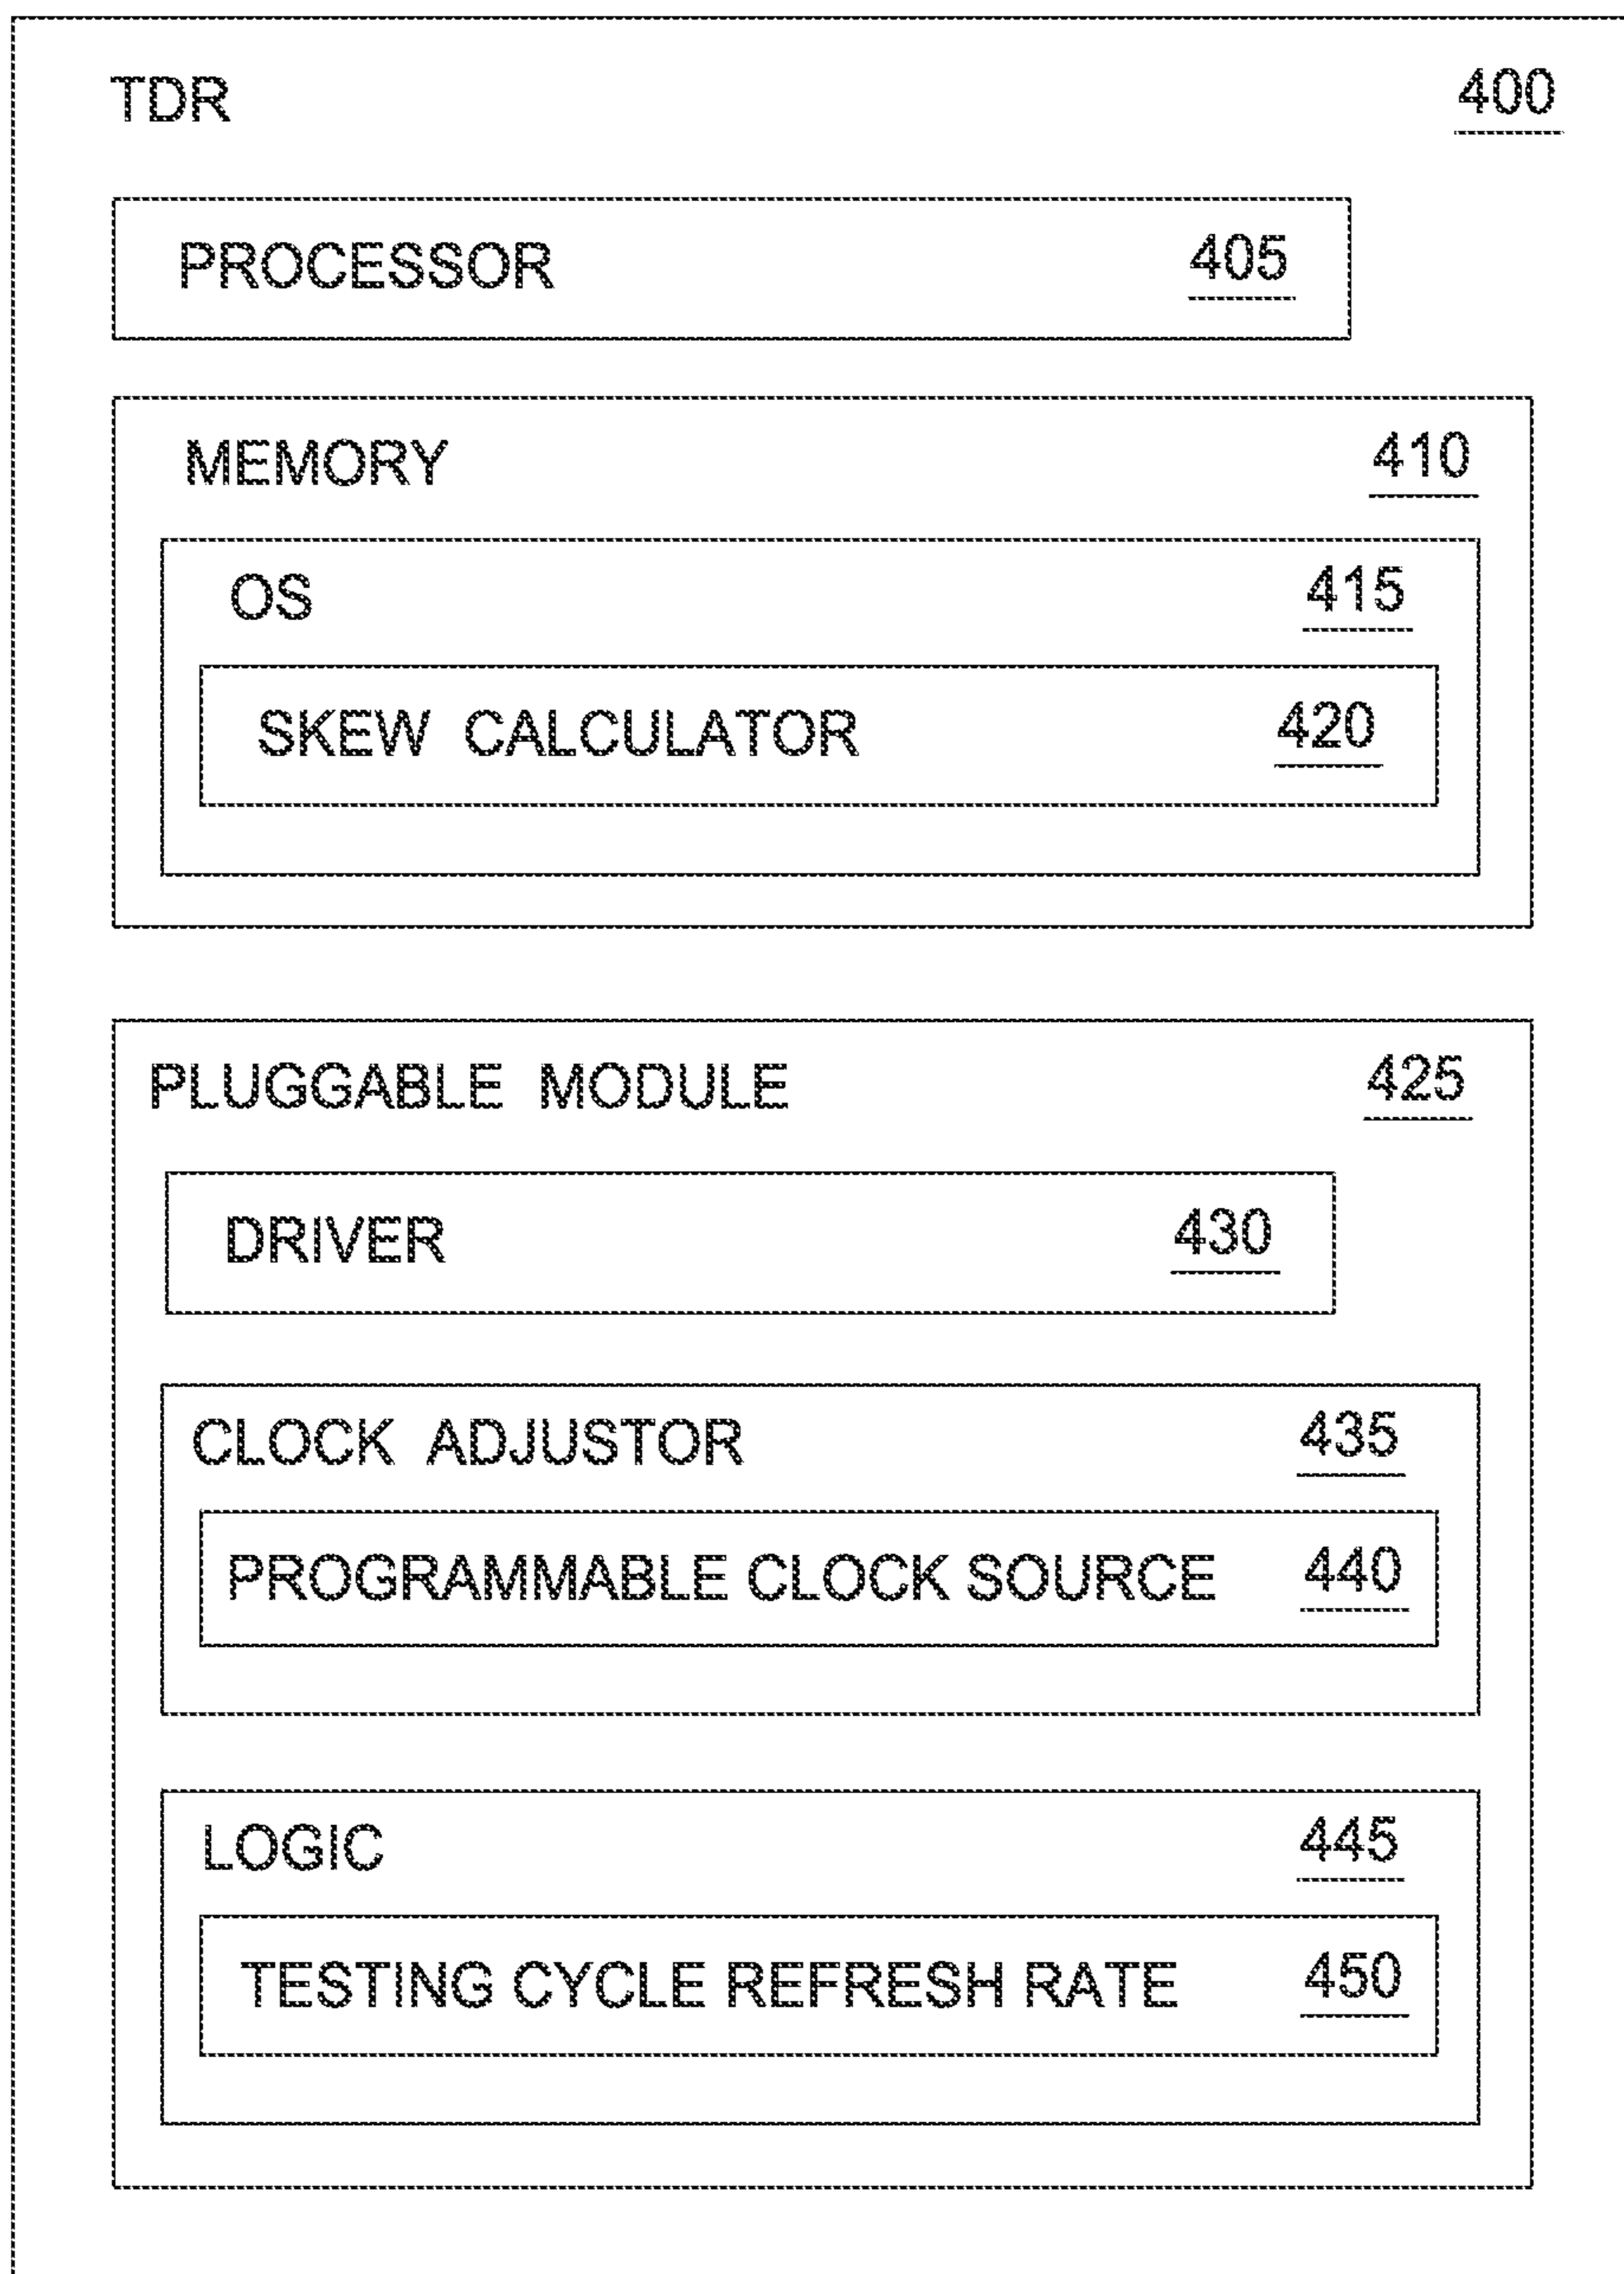 TDR 400
PROCESSOR 405
MEMORY 410
OS 415
SKEW CALCULATOR 420
PLUGGABLE MODULE 425
DRIVER 430
CLOCK ADJUSTOR 435
PROGRAMMABLE CLOCK SOURCE 440
LOGIC 445
TESTING CYCLE REFRESH RATE 450